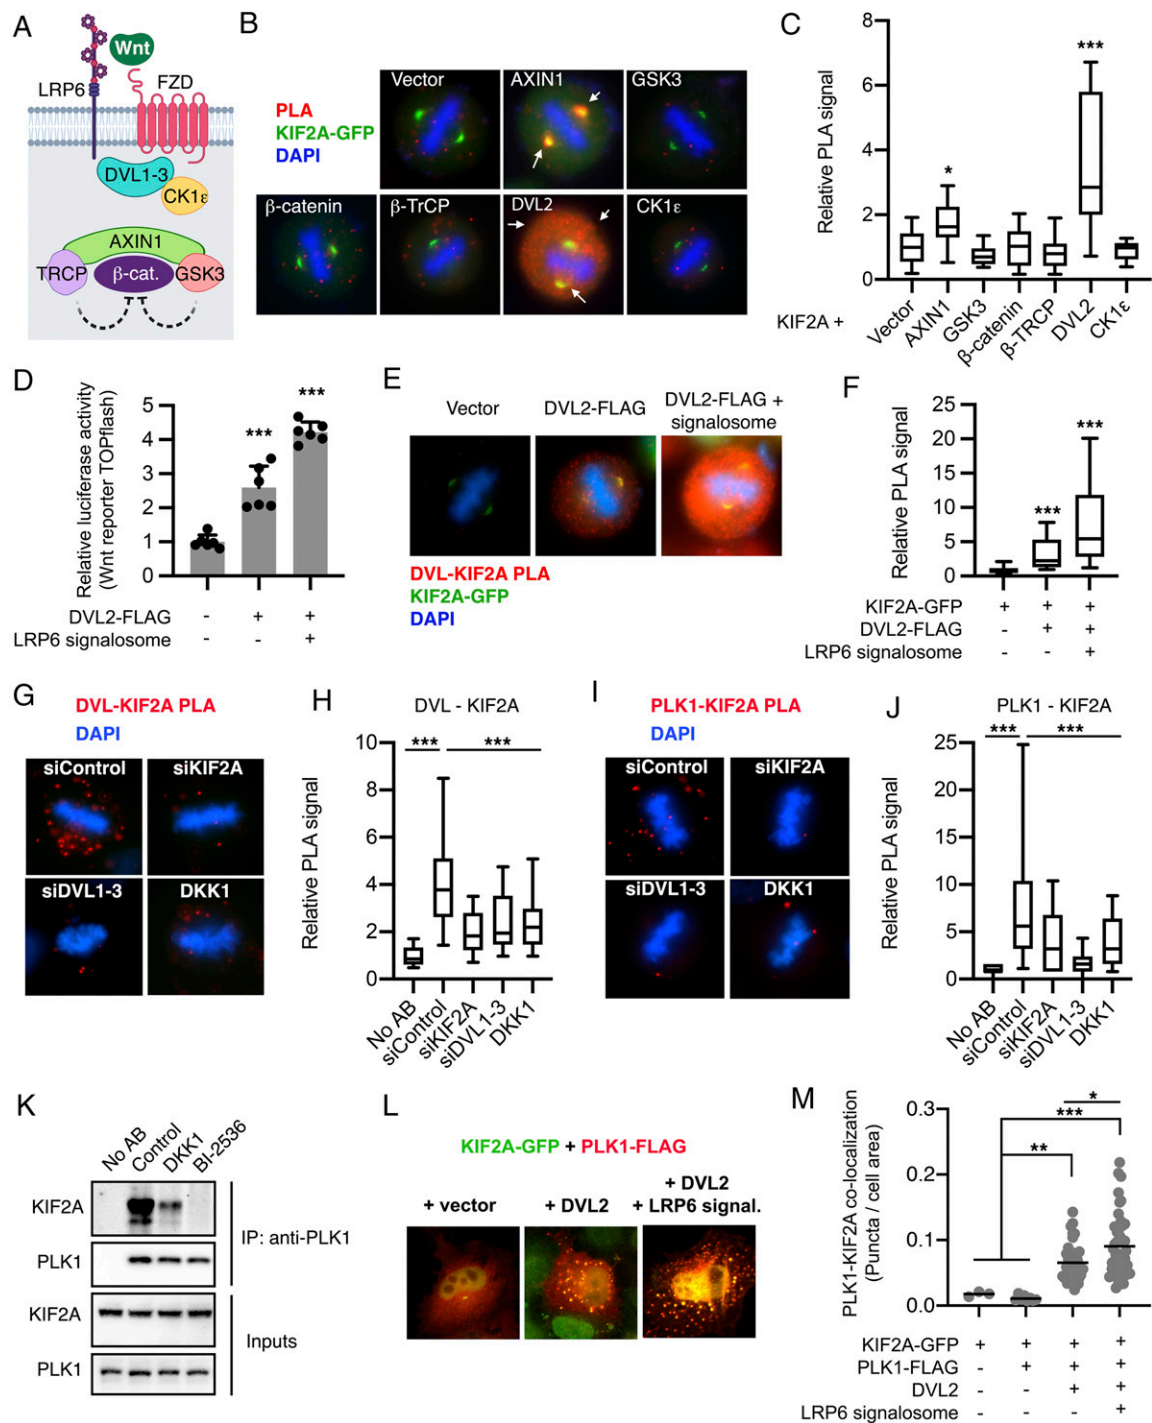 A
Wnt
LRP6
FZD
DVL1-3
CK1ε
AXIN1
TRCP
β-cat.
GSK3
B
PLA
KIF2A-GFP
DAPI
Vector
AXIN1
GSK3
β-catenin
β-TrCP
DVL2
CK1ε
C
Relative PLA signal
8
6
4
2
0
*
***
KIF2A +
Vector
AXIN1
GSK3
β-catenin
β-TRCP
DVL2
CK1ε
D
Relative luciferase activity
(Wnt reporter TOPflash)
5
4
3
2
1
0
***
***
DVL2-FLAG - + +
LRP6 signalosome - - +
E
Vector
DVL2-FLAG
DVL2-FLAG +
signalosome
DVL-KIF2A PLA
KIF2A-GFP
DAPI
F
Relative PLA signal
25
20
15
10
5
0
***
***
KIF2A-GFP + + +
DVL2-FLAG - + +
LRP6 signalosome - - +
G
DVL-KIF2A PLA
DAPI
siControl
siKIF2A
siDVL1-3
DKK1
H
DVL - KIF2A
Relative PLA signal
10
8
6
4
2
0
***
***
No AB
siControl
siKIF2A
siDVL1-3
DKK1
I
PLK1-KIF2A PLA
DAPI
siControl
siKIF2A
siDVL1-3
DKK1
J
PLK1 - KIF2A
Relative PLA signal
25
20
15
10
5
0
***
***
No AB
siControl
siKIF2A
siDVL1-3
DKK1
K
No AB
Control
DKK1
BI-2536
KIF2A
PLK1
IP: anti-PLK1
KIF2A
PLK1
Inputs
L
KIF2A-GFP + PLK1-FLAG
+ vector
+ DVL2
+ DVL2
+ LRP6 signal.
M
PLK1-KIF2A co-localization
(Puncta / cell area)
0.3
0.2
0.1
0.0
*
***
**
KIF2A-GFP + + + +
PLK1-FLAG - + + +
DVL2 - - + +
LRP6 signalosome - - - +